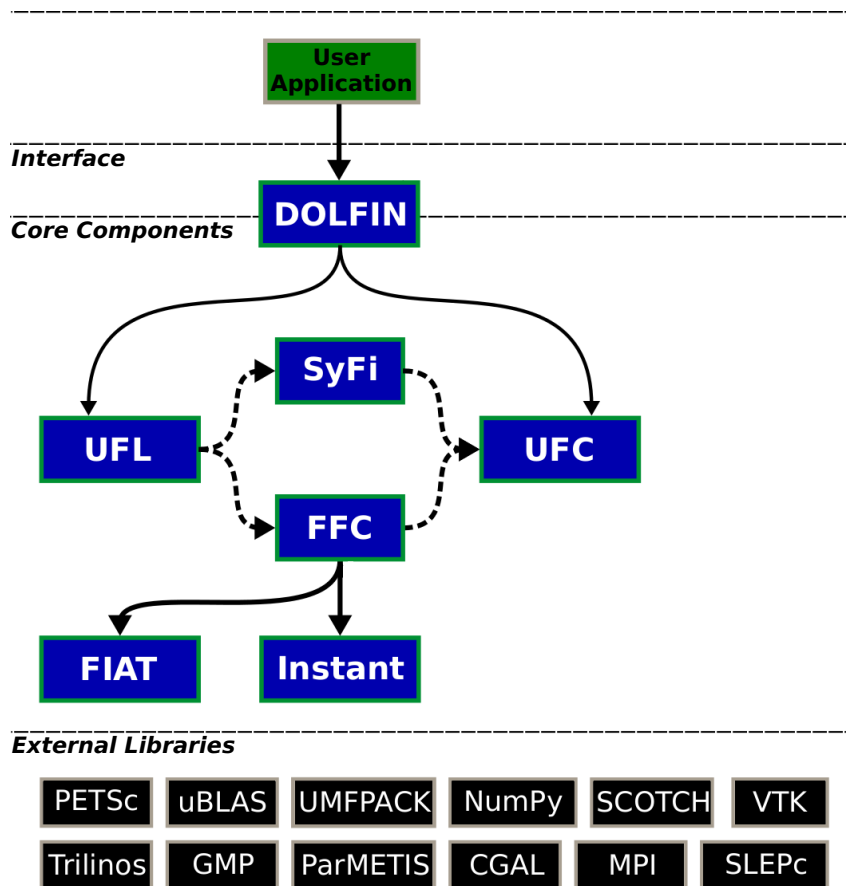 User
Application
Interface
DOLFIN
Core Components
SyFi
UFL
UFC
FFC
FIAT
Instant
External Libraries
PETSc uBLAS UMFPACK NumPy SCOTCH VTK
Trilinos GMP ParMETIS CGAL MPI SLEPc